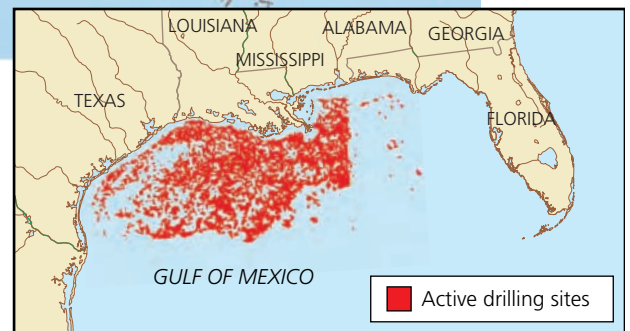 LOUISIANA
ALABAMA
GEORGIA
MISSISSIPPI
TEXAS
FLORIDA
GULF OF MEXICO
Active drilling sites